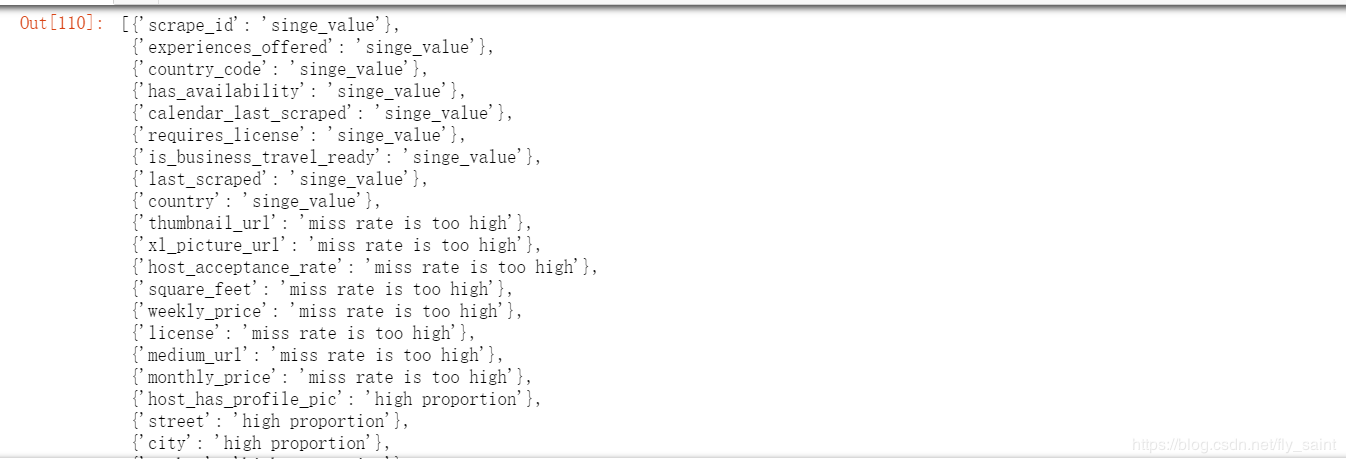 Out[110]: [{'scrape_id': 'singe_value'},
{'experiences_offered': 'singe_value'},
{'country_code': 'singe_value'},
{'has_availability': 'singe_value'},
{'calendar_last_scraped': 'singe_value'},
{'requires_license': 'singe_value'},
{'is_business_travel_ready': 'singe_value'},
{'last_scraped': 'singe_value'},
{'country': 'singe_value'},
{'thumbnail_url': 'miss rate is too high'},
{'xl_picture_url': 'miss rate is too high'},
{'host_acceptance_rate': 'miss rate is too high'},
{'square_feet': 'miss rate is too high'},
{'weekly_price': 'miss rate is too high'},
{'license': 'miss rate is too high'},
{'medium_url': 'miss rate is too high'},
{'monthly_price': 'miss rate is too high'},
{'host_has_profile_pic': 'high proportion'},
{'street': 'high proportion'},
{'city': 'high proportion'},
https://blog.csdn.net/fly_saint